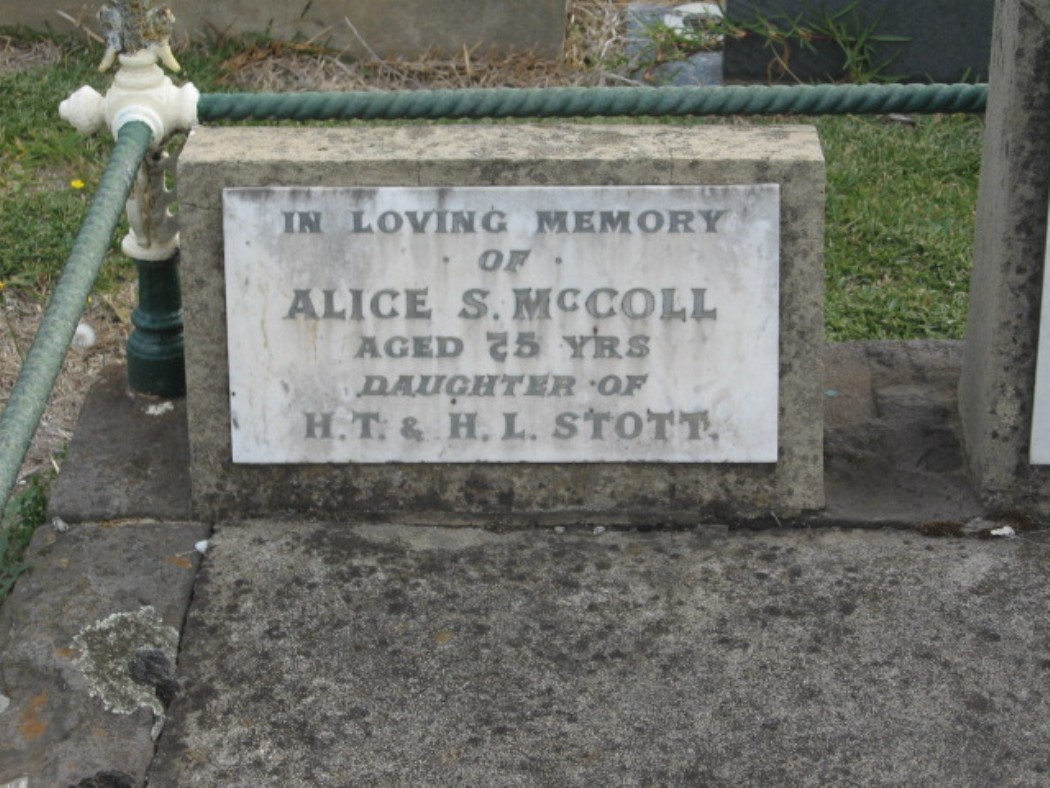 IN LOVING MEMORY
· OF ·
ALICE S. McCOLL
AGED 75 YRS
DAUGHTER OF
H. T. & H. L. STOTT.